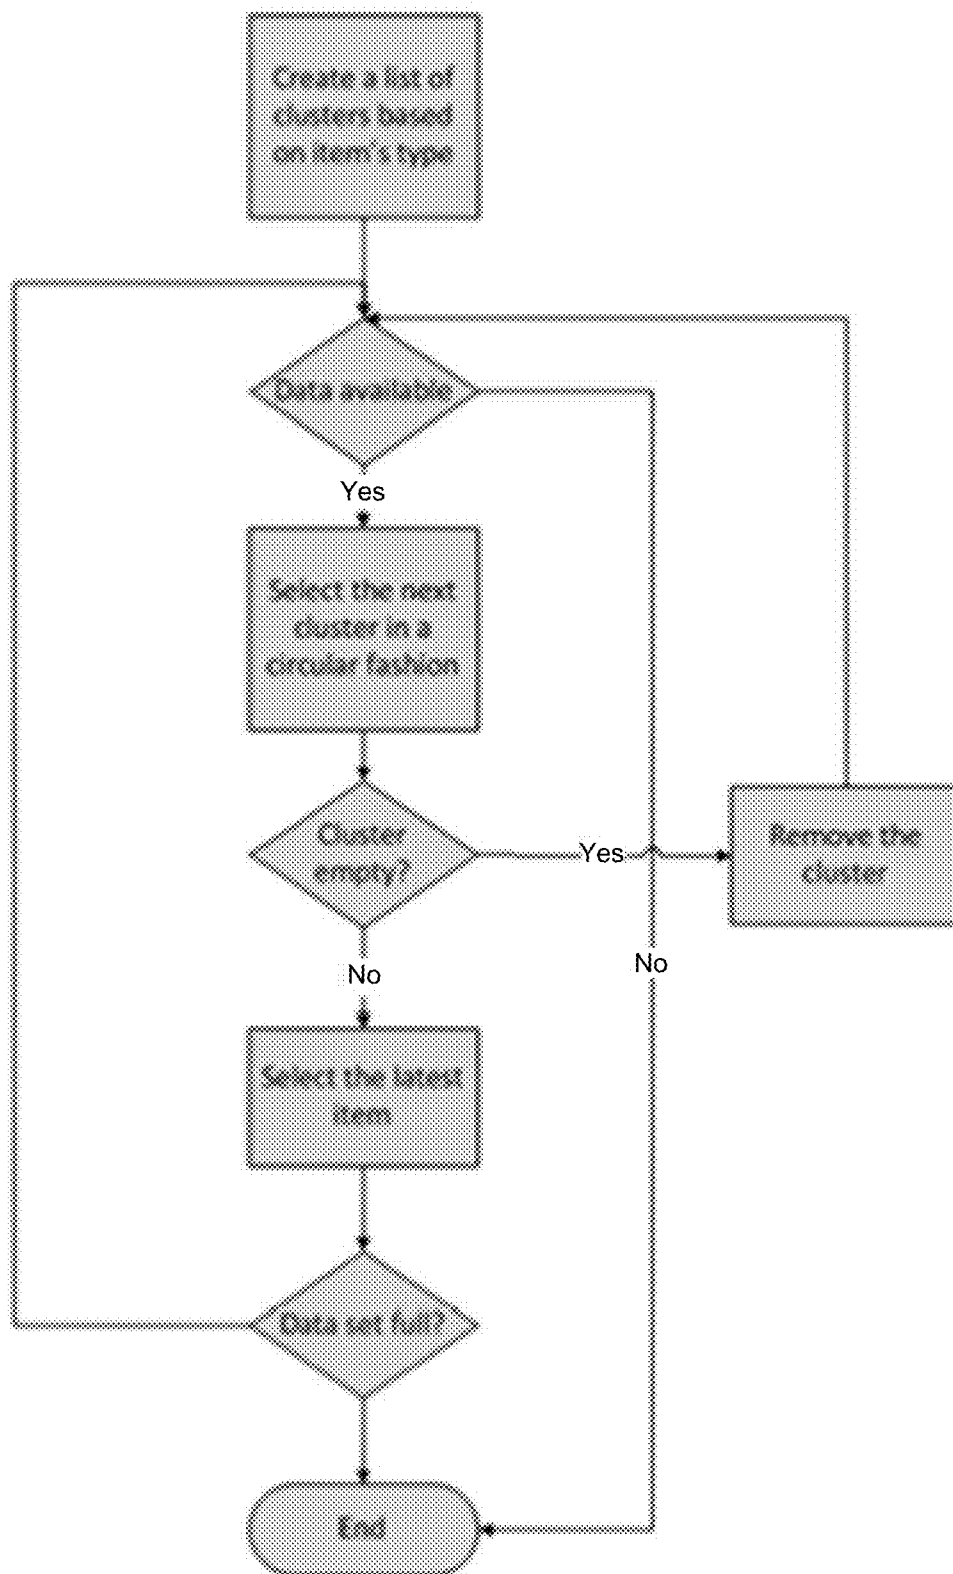 Create a list of
clusters based
on item's type
Data available
Yes
Select the next
cluster in a
circular fashion
Cluster
empty?
Yes
Remove the
cluster
No
No
Select the latest
item
Data set full?
End